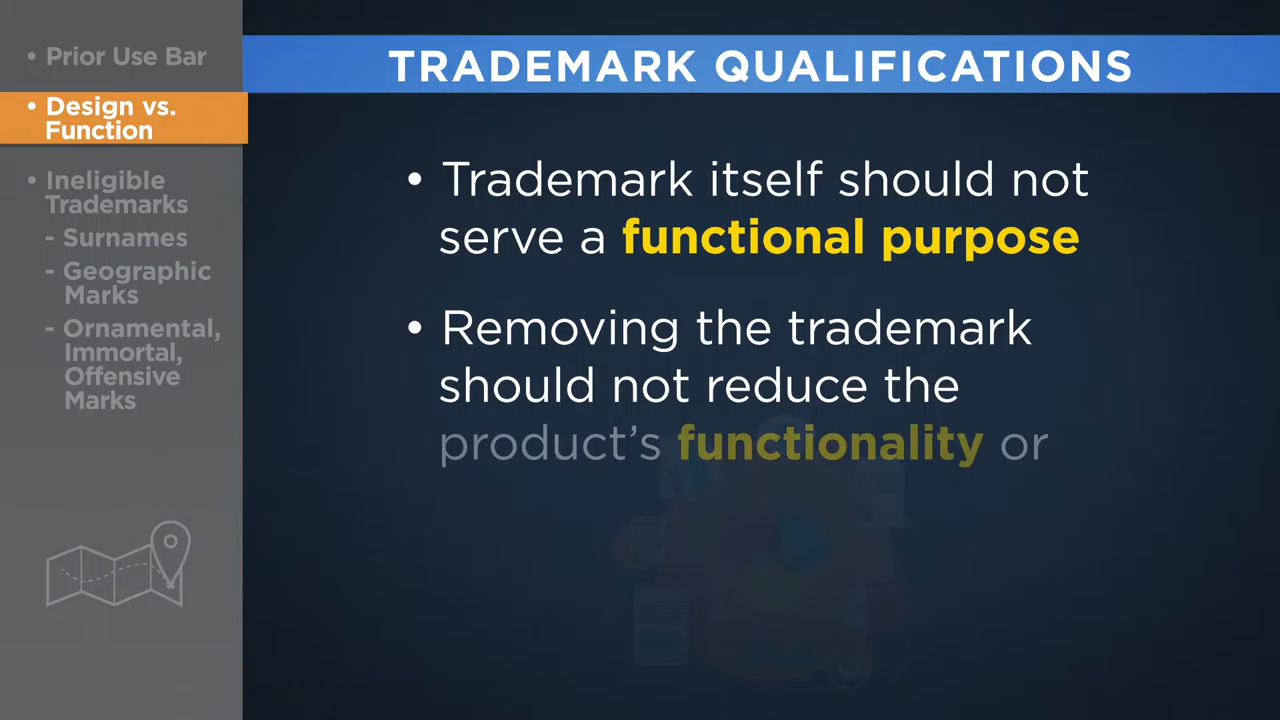 • Prior Use Bar
• Design vs.
Function
• Ineligible
Trademarks
- Surnames
- Geographic
Marks
- Ornamental,
Immortal,
Offensive
Marks
TRADEMARK QUALIFICATIONS
• Trademark itself should not
serve a functional purpose
• Removing the trademark
should not reduce the
product's functionality or